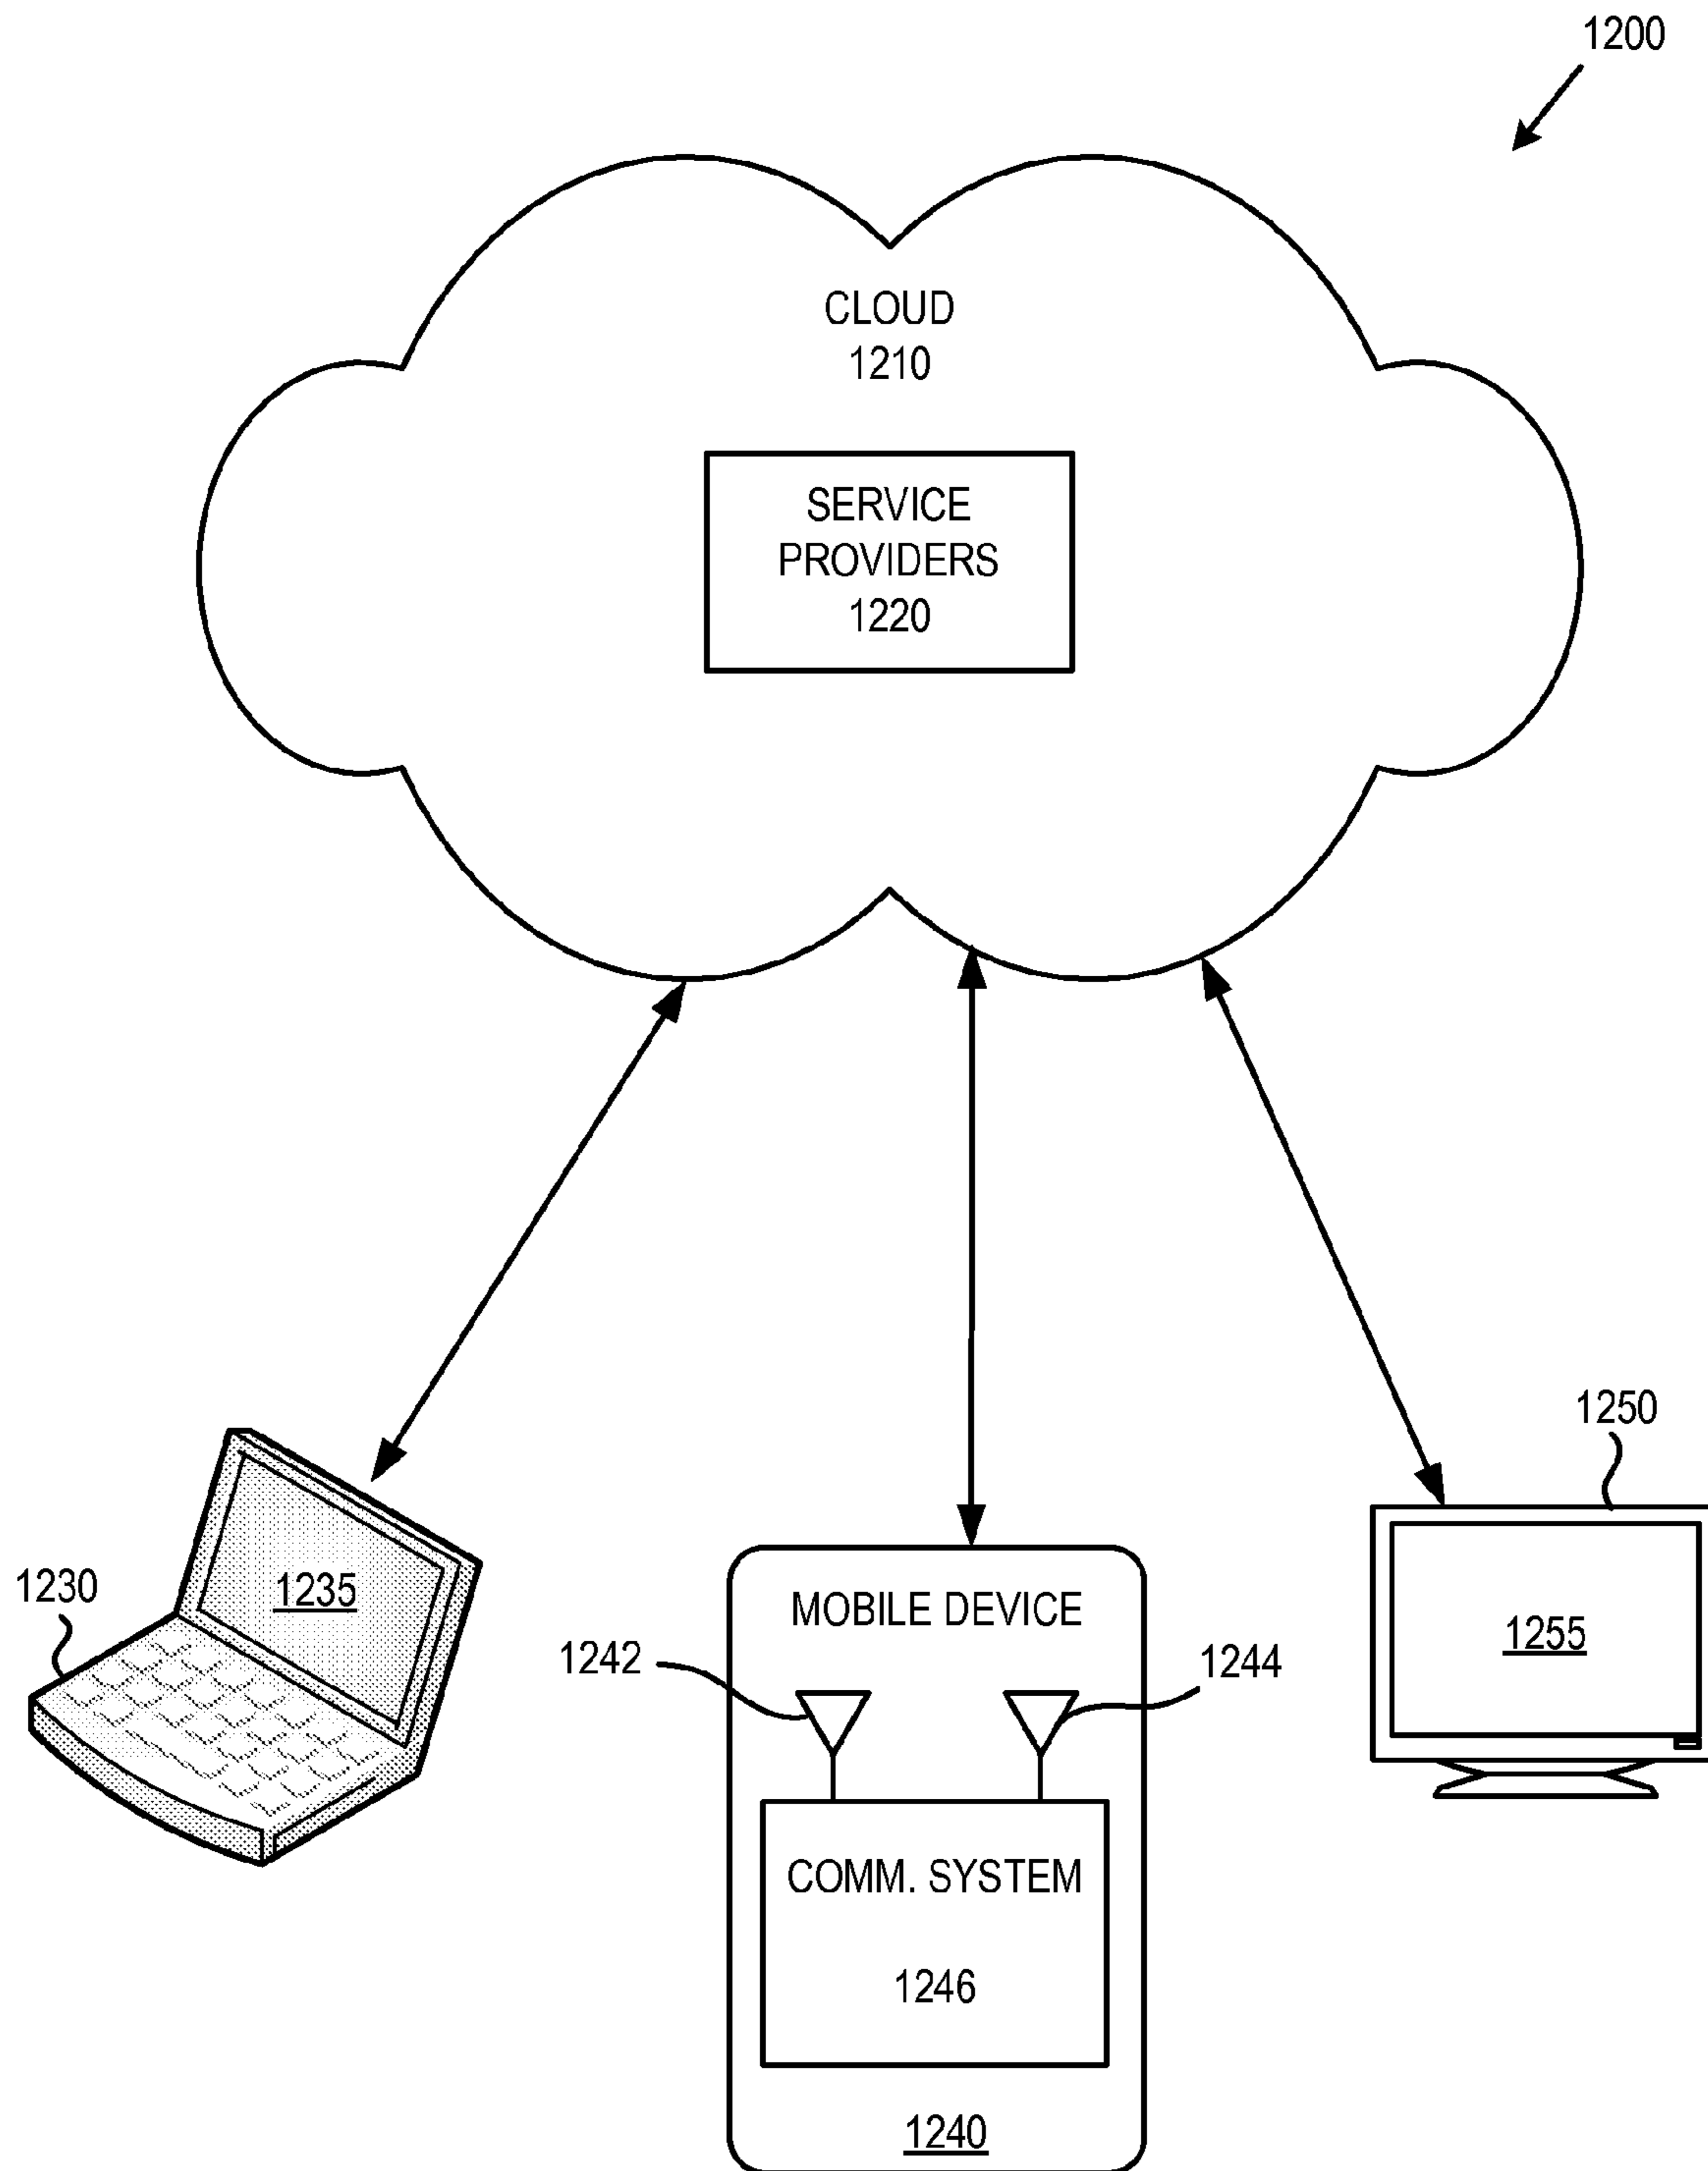 1200
CLOUD
1210
SERVICE
PROVIDERS
1220
1250
1230
1235
MOBILE DEVICE
1242
1244
1255
COMM. SYSTEM
1246
1240